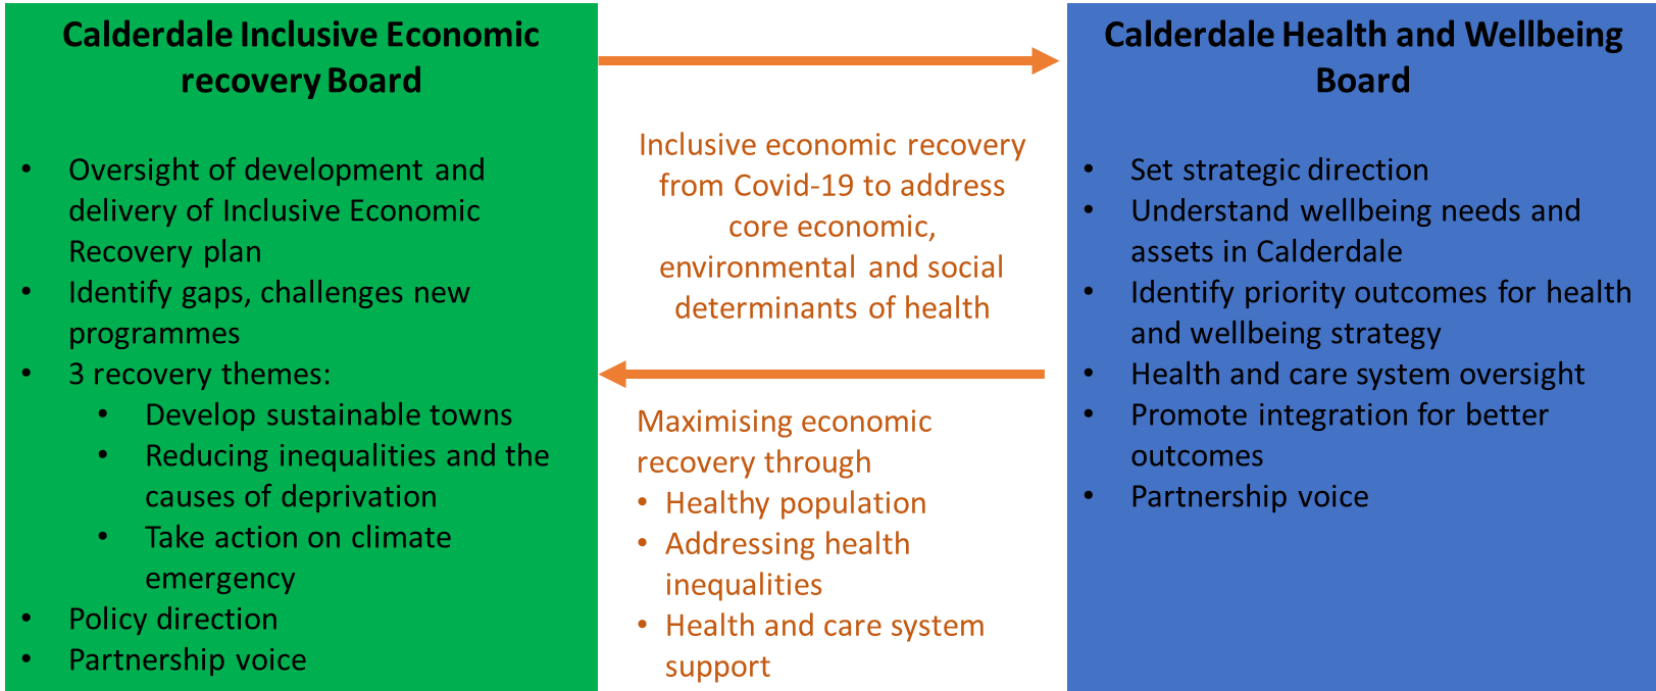 Calderdale Inclusive Economic
recovery Board
• Oversight of development and
delivery of Inclusive Economic
Recovery plan
• Identify gaps, challenges new
programmes
• 3 recovery themes:
• Develop sustainable towns
• Reducing inequalities and the
causes of deprivation
• Take action on climate
emergency
• Policy direction
• Partnership voice
Inclusive economic recovery
from Covid-19 to address
core economic,
environmental and social
determinants of health
Maximising economic
recovery through
• Healthy population
• Addressing health
inequalities
• Health and care system
support
Calderdale Health and Wellbeing
Board
• Set strategic direction
• Understand wellbeing needs and
assets in Calderdale
• Identify priority outcomes for health
and wellbeing strategy
• Health and care system oversight
• Promote integration for better
outcomes
• Partnership voice